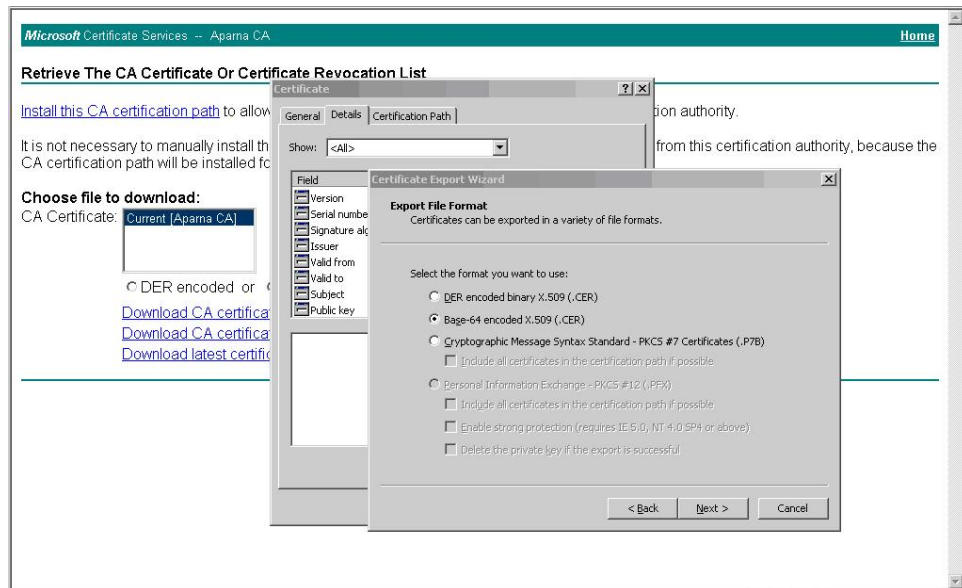 Microsoft Certificate Services -- Aparna CA
Home
Retrieve The CA Certificate Or Certificate Revocation List
Install this CA certification path to allow
ion authority.
It is not necessary to manually install th
from this certification authority, because the
CA certification path will be installed fo
Choose file to download:
CA Certificate:
Current [Aparna CA]
DER encoded or
Download CA certifica
Download CA certifica
Download latest certific
Certificate
General
Details
Certification Path
Show:
<All>
Field
Version
Serial numbe
Signature alg
Issuer
Valid from
Valid to
Subject
Public key
Certificate Export Wizard
Export File Format
Certificates can be exported in a variety of file formats.
Select the format you want to use:
DER encoded binary X.509 (.CER)
Base-64 encoded X.509 (.CER)
Cryptographic Message Syntax Standard - PKCS #7 Certificates (.P7B)
Include all certificates in the certification path if possible
Personal Information Exchange - PKCS #12 (.PFX)
Include all certificates in the certification path if possible
Enable strong protection (requires IE 5.0, NT 4.0 SP4 or above)
Delete the private key if the export is successful
< Back
Next >
Cancel